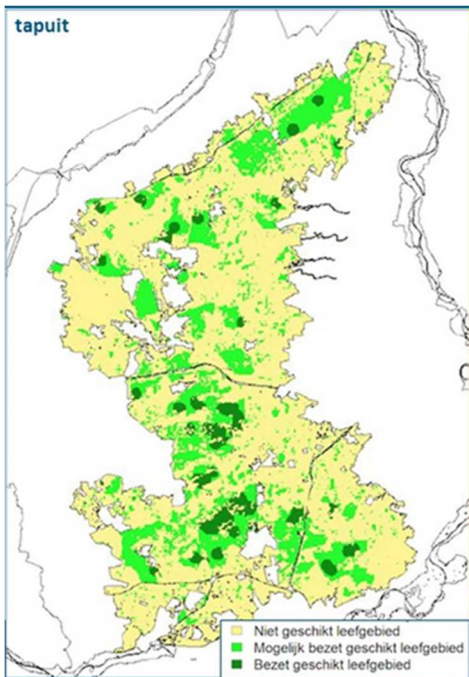 tapuit
Niet geschikt leefgebied
Mogelijk bezet geschikt leefgebied
Bezet geschikt leefgebied